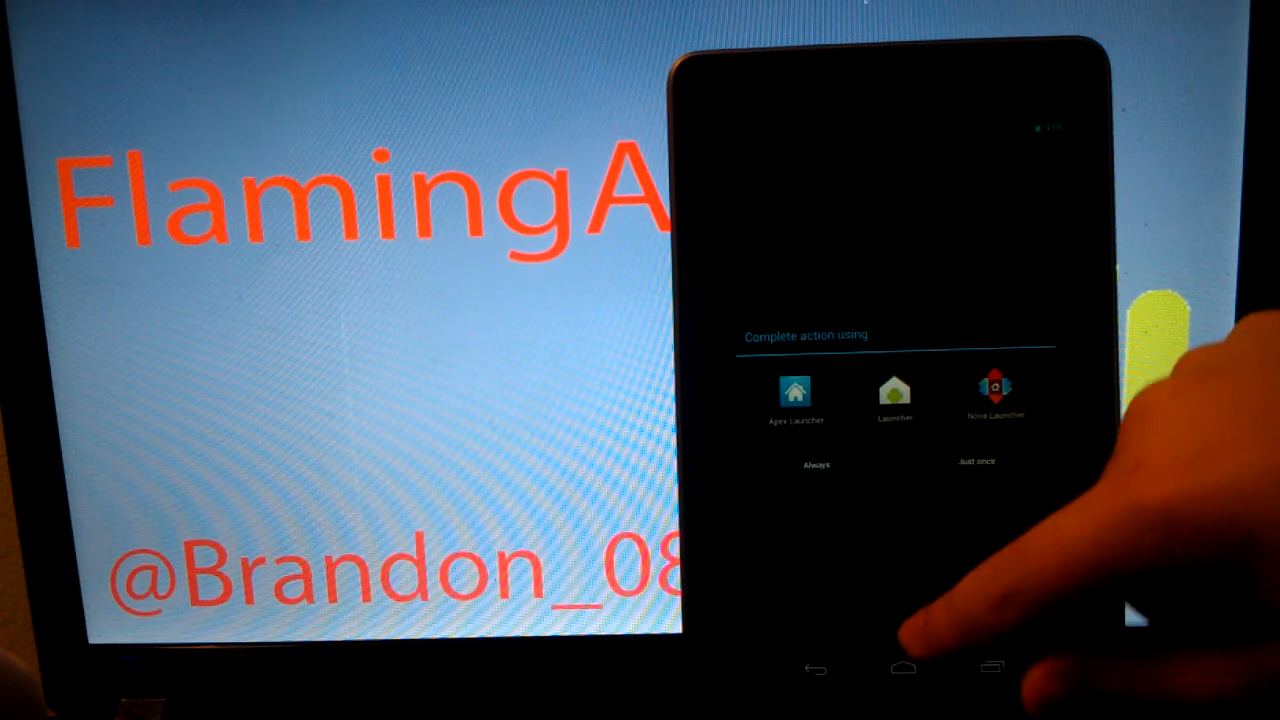 FlamingA
@Brandon_08
Complete action using
Apex Launcher
Launcher
Nova Launcher
Always
Just once